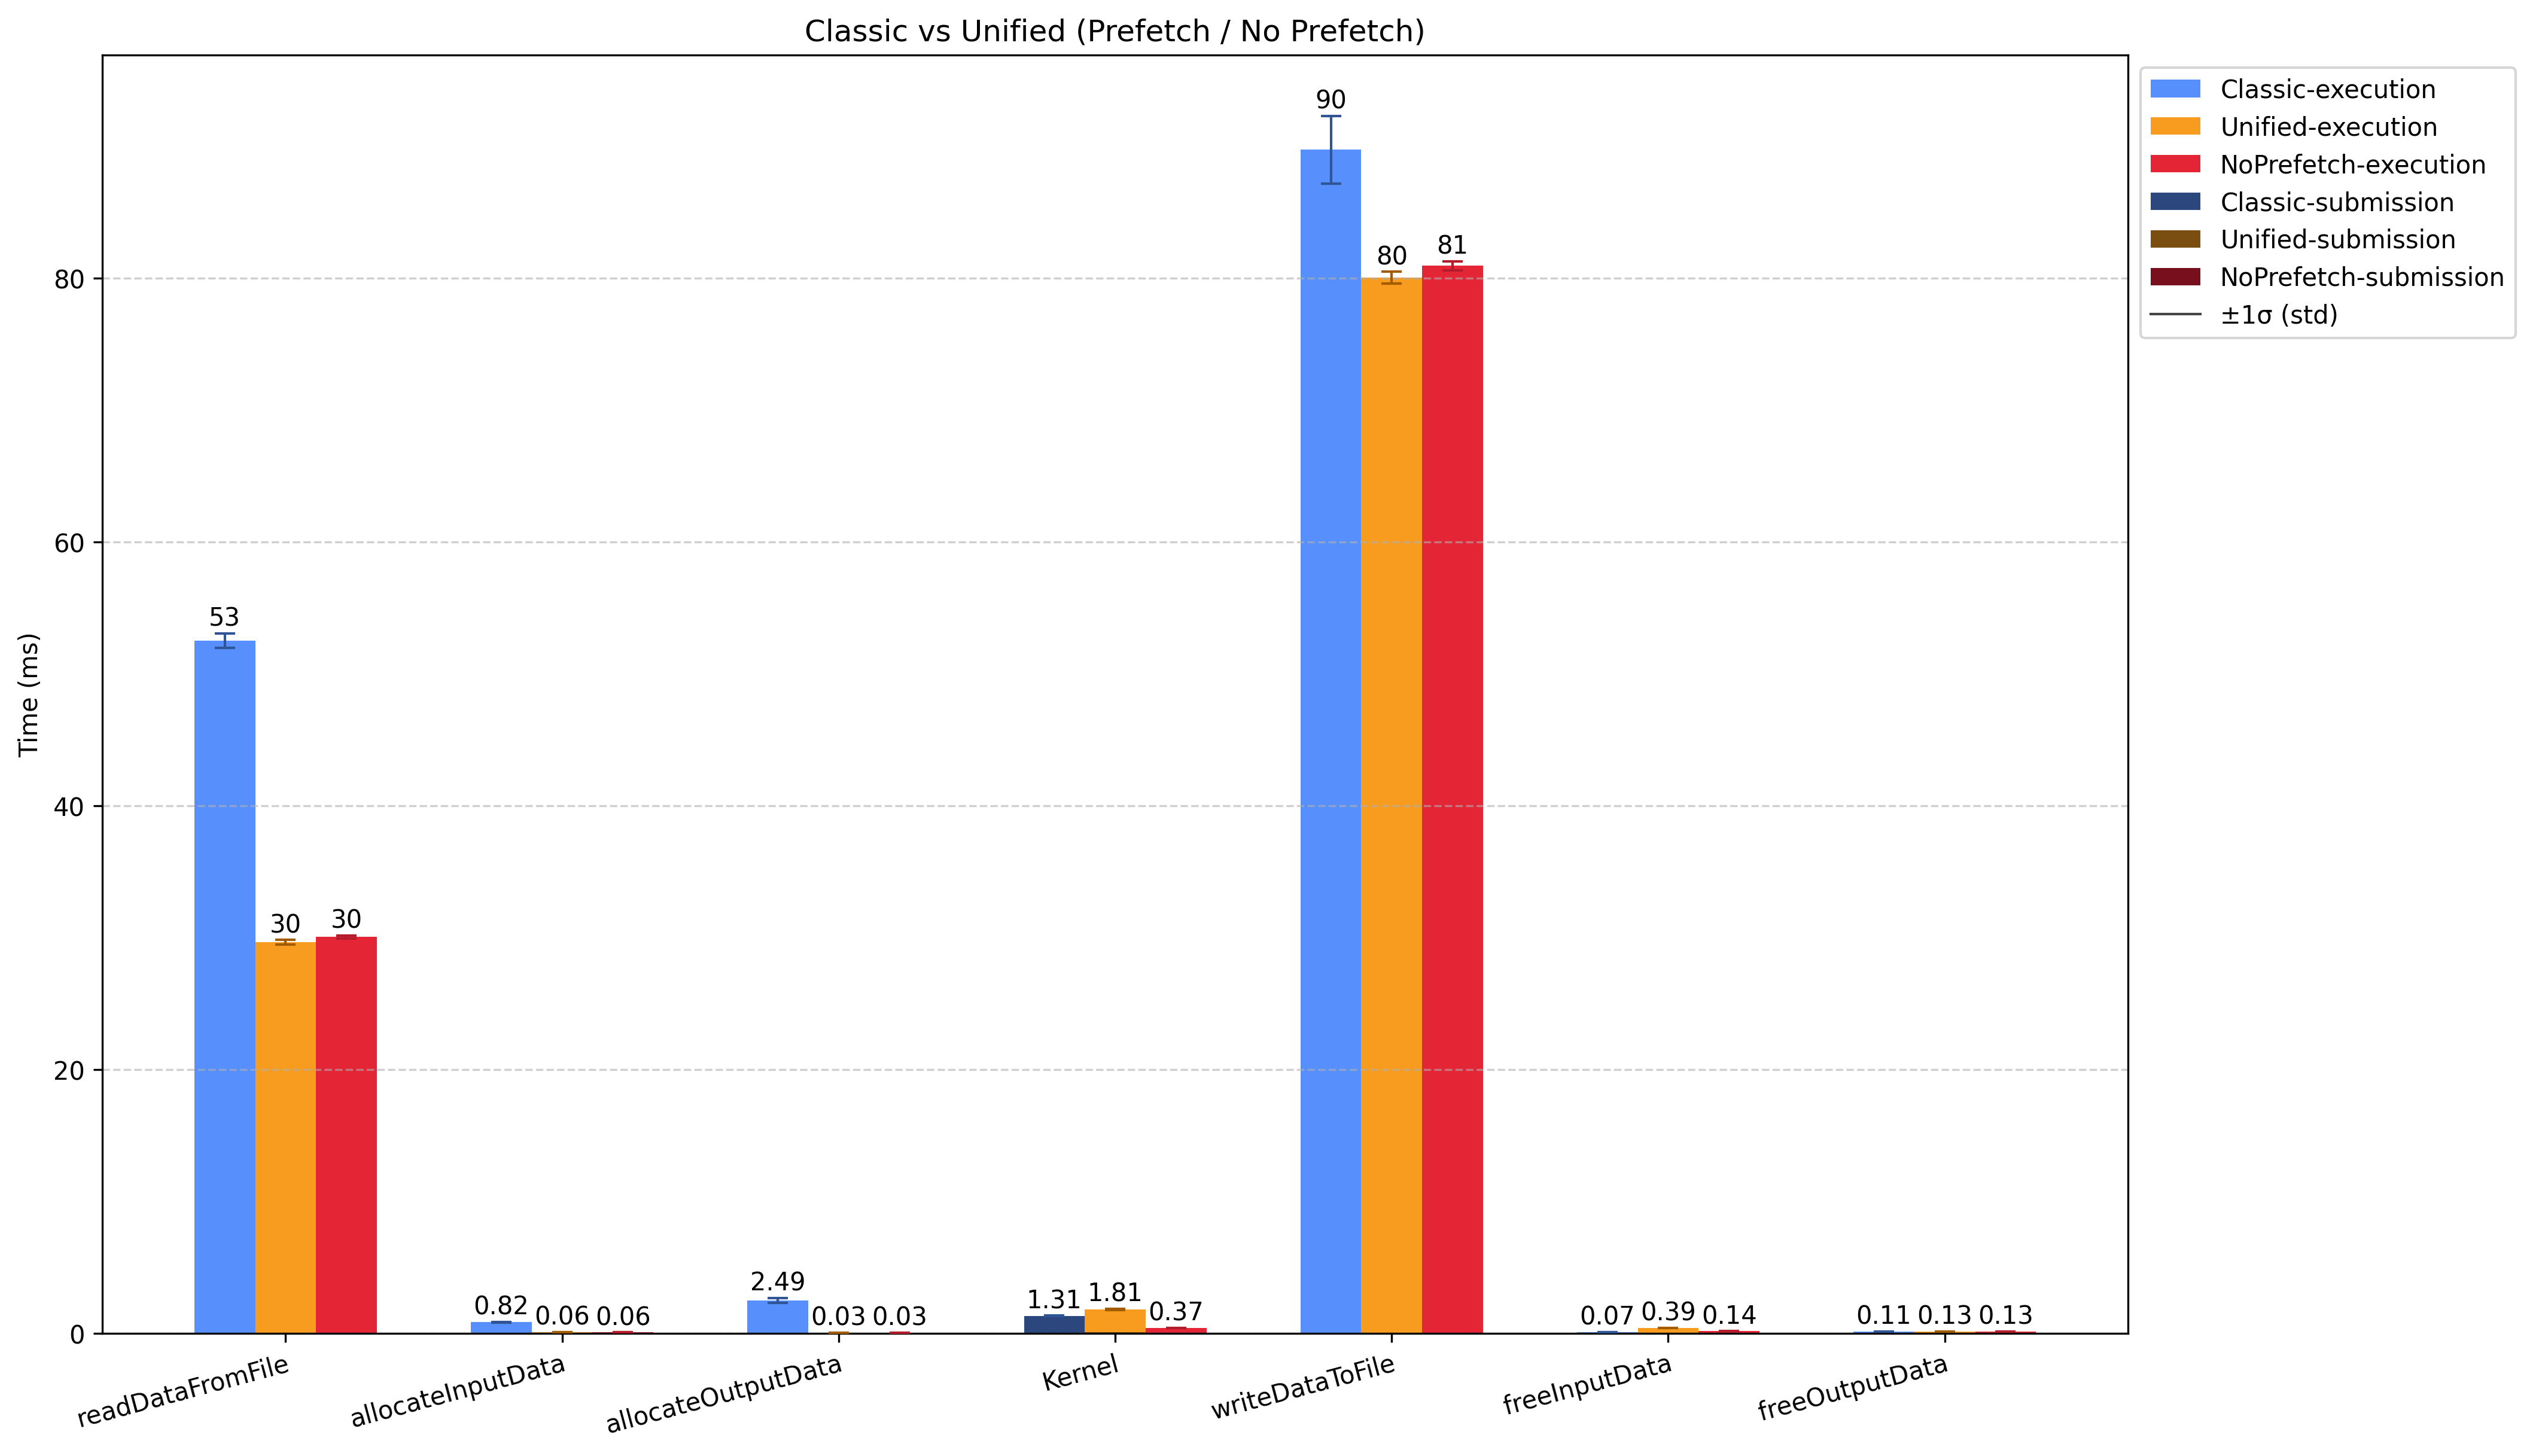 Classic vs Unified (Prefetch / No Prefetch)
Time (ms)
80
60
40
20
0
53
30
30
0.82
0.06
0.06
2.49
0.03
0.03
1.31
1.81
0.37
90
80
81
0.07
0.39
0.14
0.11
0.13
0.13
readDataFromFile
allocateInputData
allocateOutputData
Kernel
writeDataToFile
freeInputData
freeOutputData
Classic-execution
Unified-execution
NoPrefetch-execution
Classic-submission
Unified-submission
NoPrefetch-submission
±1σ (std)